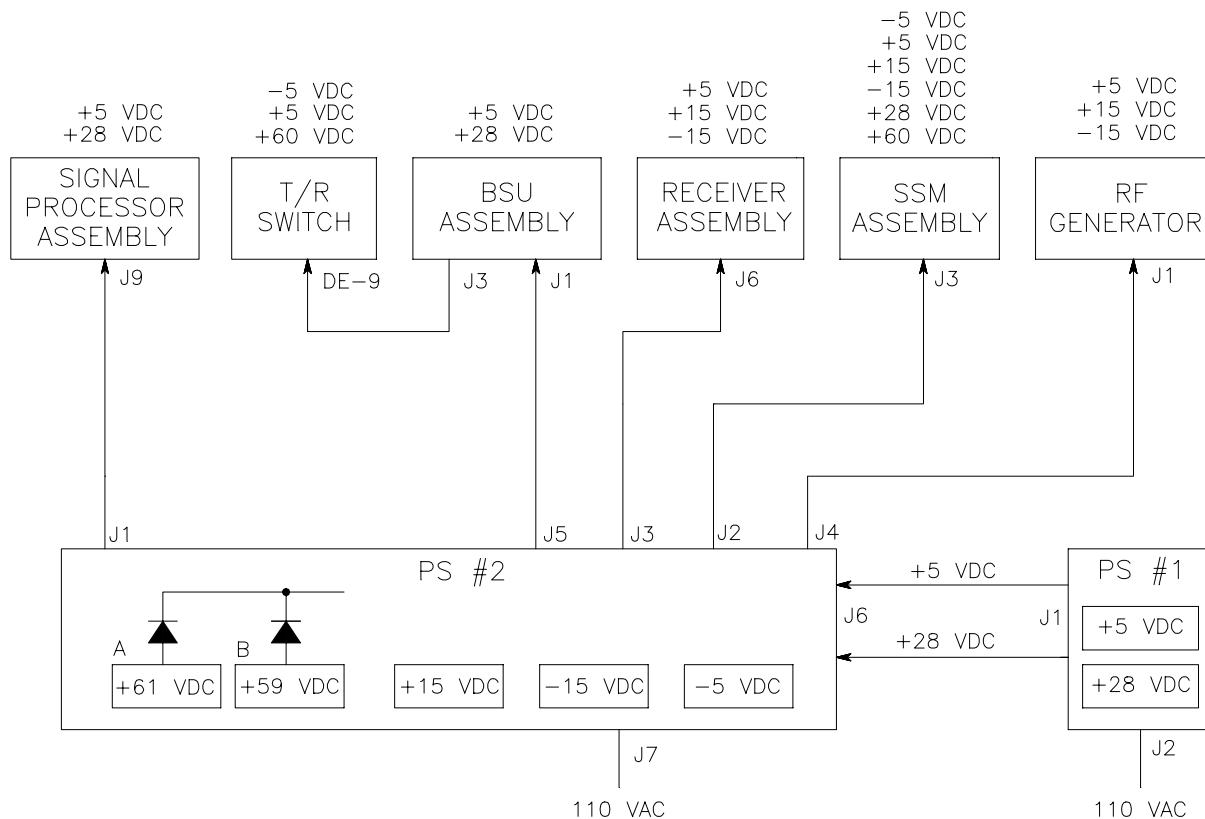 +5 VDC
+28 VDC
SIGNAL
PROCESSOR
ASSEMBLY
J9
−5 VDC
+5 VDC
+60 VDC
T/R
SWITCH
DE−9
+5 VDC
+28 VDC
BSU
ASSEMBLY
J3
J1
+5 VDC
+15 VDC
−15 VDC
RECEIVER
ASSEMBLY
J6
−5 VDC
+5 VDC
+15 VDC
−15 VDC
+28 VDC
+60 VDC
SSM
ASSEMBLY
J3
+5 VDC
+15 VDC
−15 VDC
RF
GENERATOR
J1
J1
J5
J3
J2
J4
PS #2
A
+61 VDC
B
+59 VDC
+15 VDC
−15 VDC
−5 VDC
J7
110 VAC
J6
+5 VDC
+28 VDC
J1
PS #1
+5 VDC
+28 VDC
J2
110 VAC